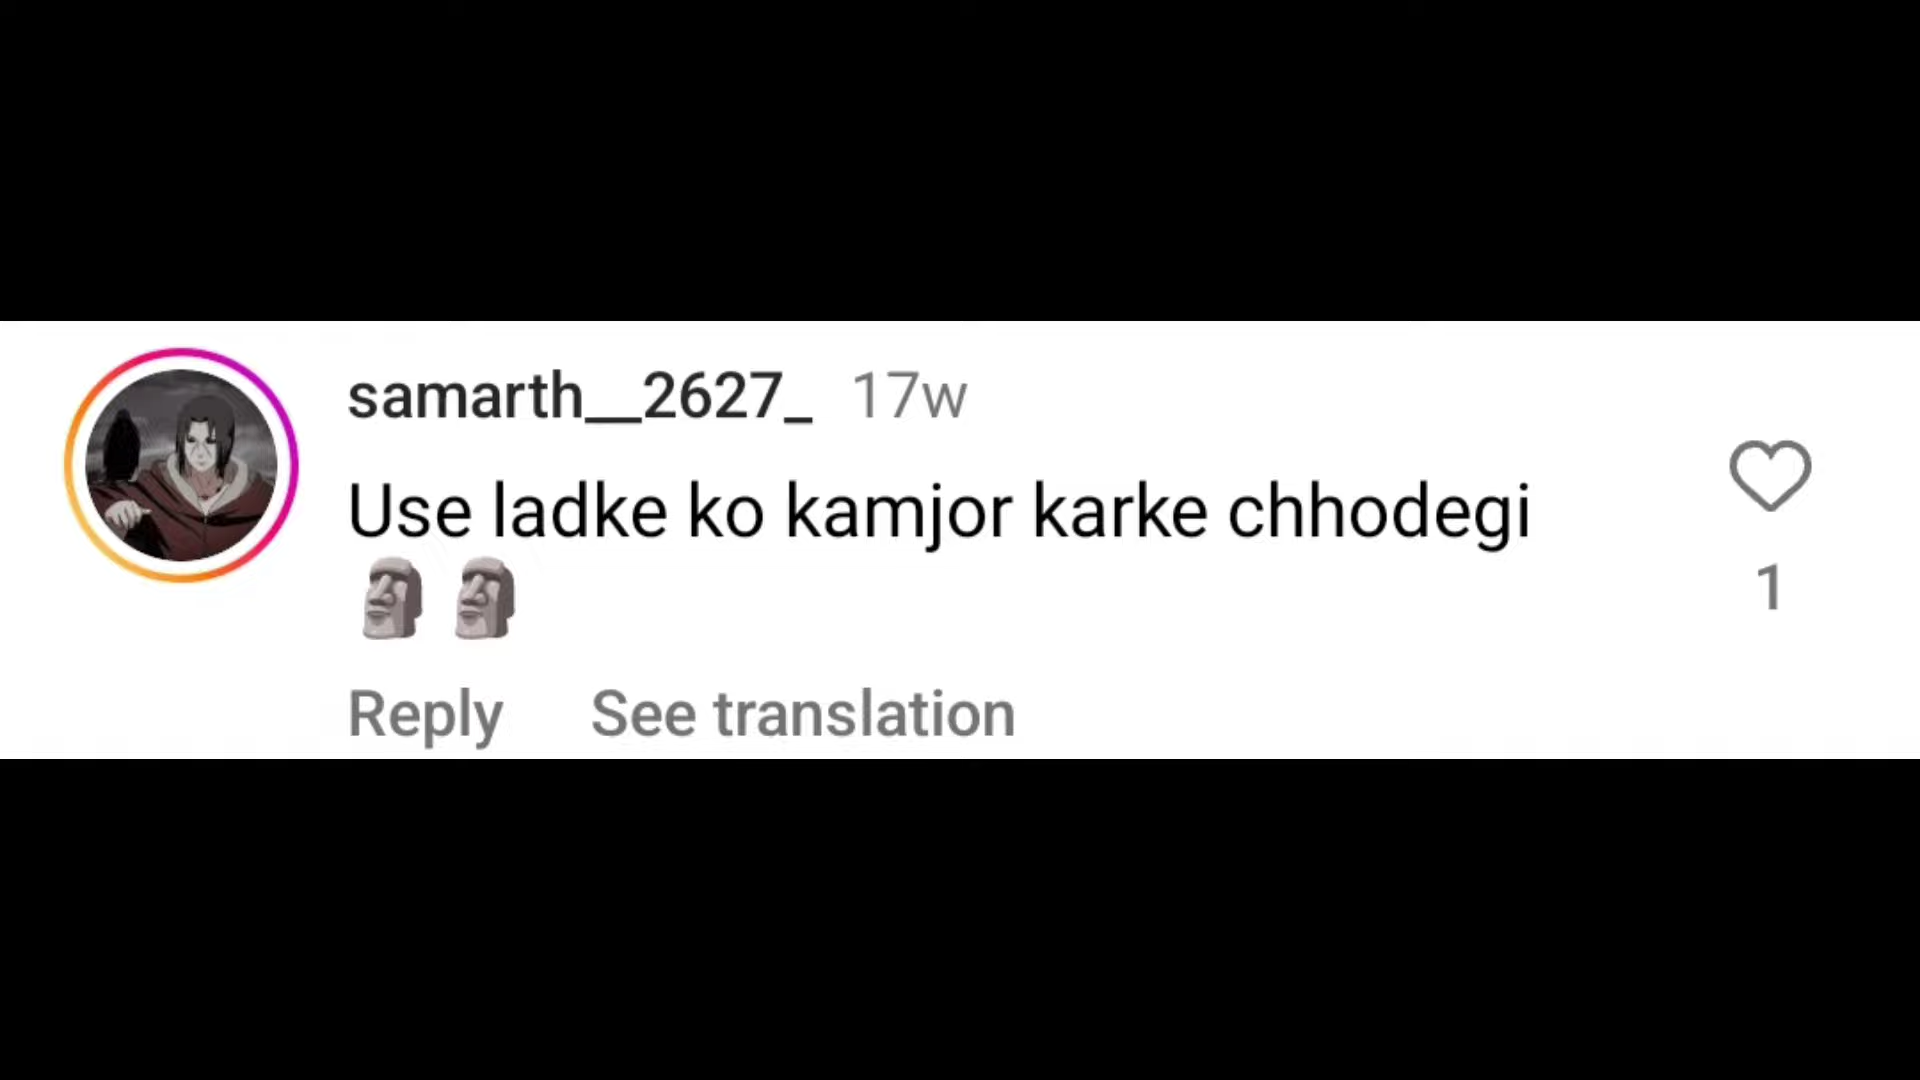 samarth__2627_ 17w
Use ladke ko kamjor karke chhodegi
🗿🗿
1
Reply See translation